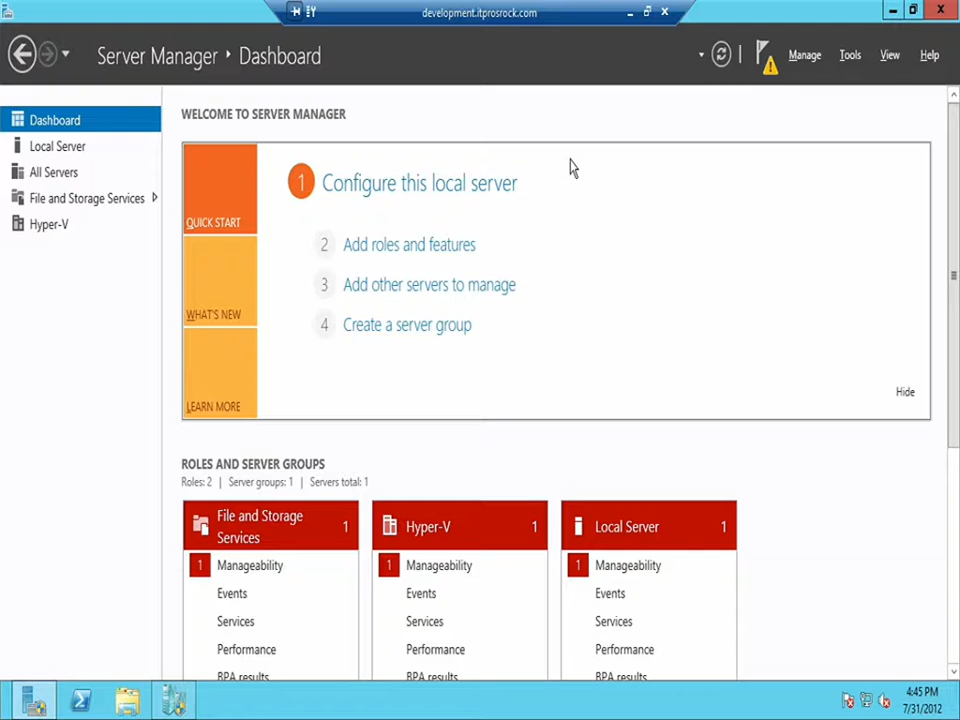 development.itprosrock.com
Server Manager ‣ Dashboard
Manage Tools View Help
Dashboard
Local Server
All Servers
File and Storage Services
Hyper-V
WELCOME TO SERVER MANAGER
QUICK START
WHAT'S NEW
LEARN MORE
1 Configure this local server
2 Add roles and features
3 Add other servers to manage
4 Create a server group
Hide
ROLES AND SERVER GROUPS
Roles: 2 | Server groups: 1 | Servers total: 1
File and Storage
Services 1
1 Manageability
Events
Services
Performance
BPA results
Hyper-V 1
1 Manageability
Events
Services
Performance
BPA results
Local Server 1
1 Manageability
Events
Services
Performance
BPA results
4:45 PM
7/31/2012